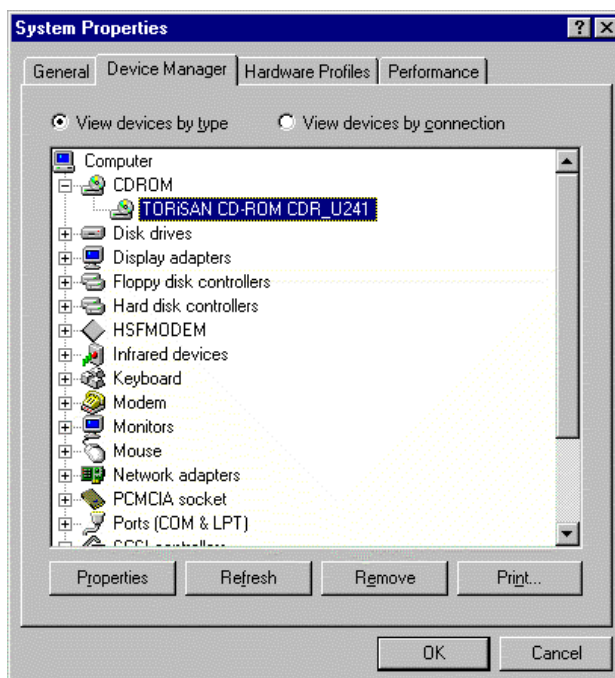 System Properties
General Device Manager Hardware Profiles Performance
View devices by type View devices by connection
Computer
CDROM
TORiSAN CD-ROM CDR_U241
Disk drives
Display adapters
Floppy disk controllers
Hard disk controllers
HSFMODEM
Infrared devices
Keyboard
Modem
Monitors
Mouse
Network adapters
PCMCIA socket
Ports (COM & LPT)
Properties Refresh Remove Print...
OK Cancel